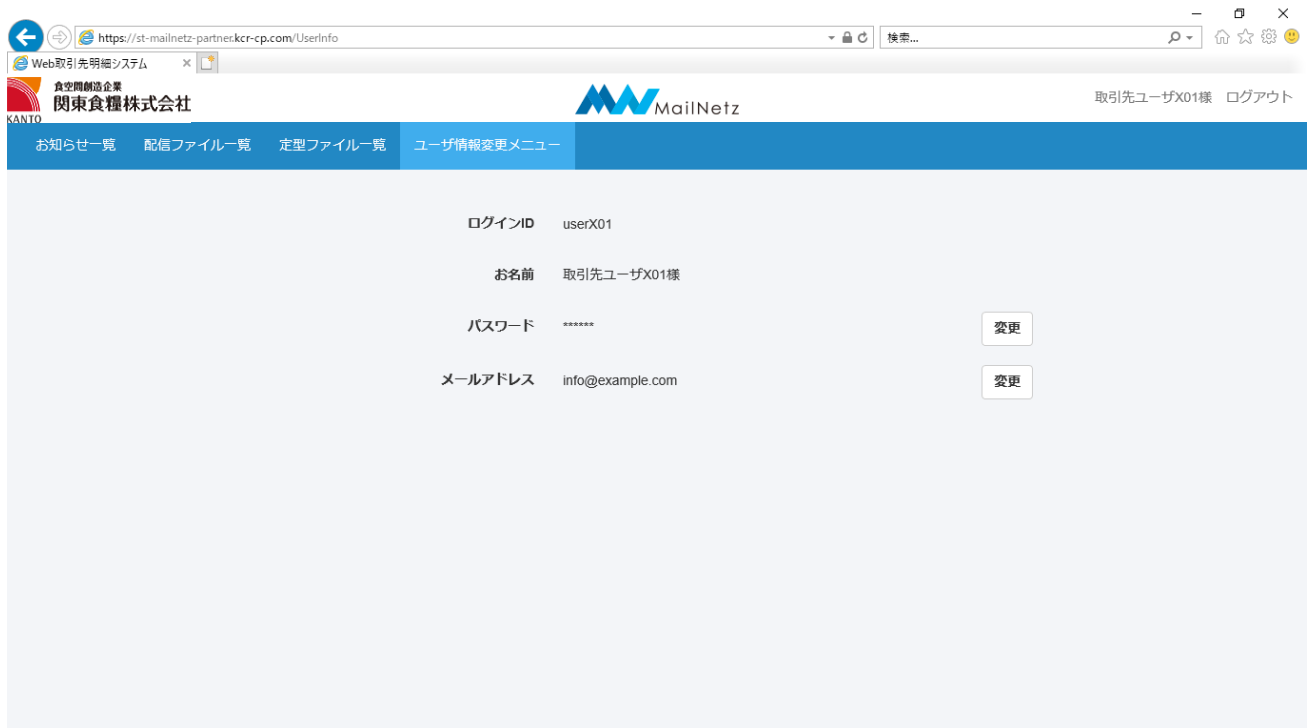 https://st-mailnetz-partner.kcr-cp.com/UserInfo
検索...
Web取引先明細システム
食空間創造企業
関東食糧株式会社
KANTO
MailNetz
取引先ユーザX01様 ログアウト
お知らせ一覧 配信ファイル一覧 定型ファイル一覧 ユーザ情報変更メニュー
ログインID userX01
お名前 取引先ユーザX01様
パスワード ****** 変更
メールアドレス info@example.com 変更